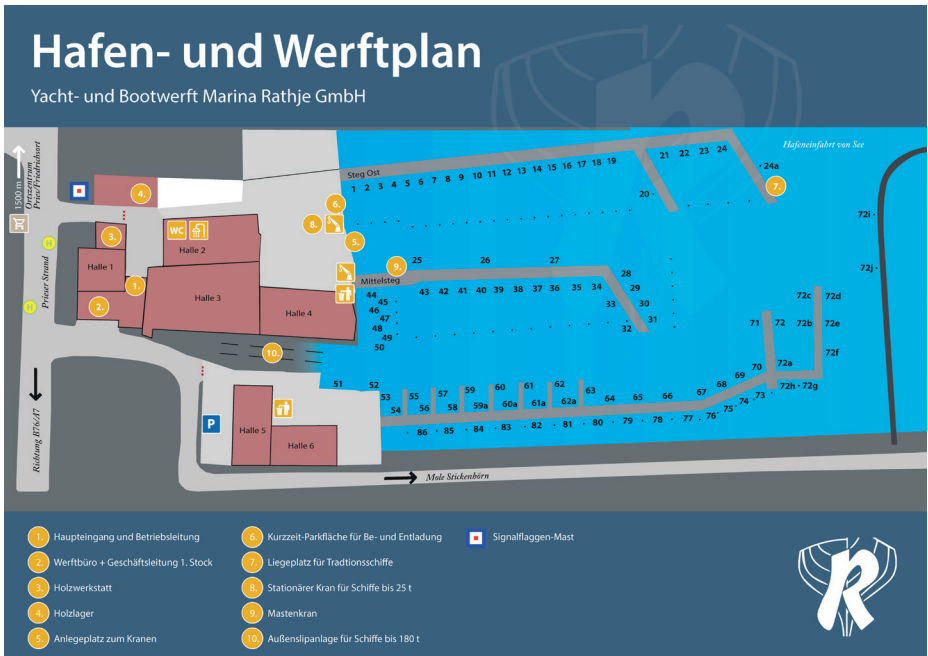 Hafen- und Werftplan
Yacht- und Bootwerft Marina Rathje GmbH
Hafeneinfahrt von See
1500 m
Ortszentrum
Pries/Friedrichsort
Steg Ost
1 2 3 4 5 6 7 8 9 10 11 12 13 14 15 16 17 18 19
21 22 23 24
24a
20
7.
4.
6.
8.
5.
WC
3.
Halle 2
H
Halle 1
1.
Prieser Strand
2.
H
Halle 3
Halle 4
9.
25 26 27
28
29
30
31
32
33
Mittelsteg
43 42 41 40 39 38 37 36 35 34
44
45
46
47
48
49
50
10.
72i
72j
72c 72d
71 72 72b 72e
72f
72a
72h 72g
51 52
53 55 57 59 60 61 62 63
54 56 58 59a 60a 61a 62a 64 65 66 67 68 69 70
86 85 84 83 82 81 80 79 78 77 76 75 74 73
P
Halle 5
Halle 6
Richtung B76/A7
Mole Stickenhörn
1. Haupteingang und Betriebsleitung
2. Werftbüro + Geschäftsleitung 1. Stock
3. Holzwerkstatt
4. Holzlager
5. Anlegeplatz zum Kranen
6. Kurzzeit-Parkfläche für Be- und Entladung
7. Liegeplatz für Tradtionsschiffe
8. Stationärer Kran für Schiffe bis 25 t
9. Mastenkran
10. Außenslipanlage für Schiffe bis 180 t
Signalflaggen-Mast
R